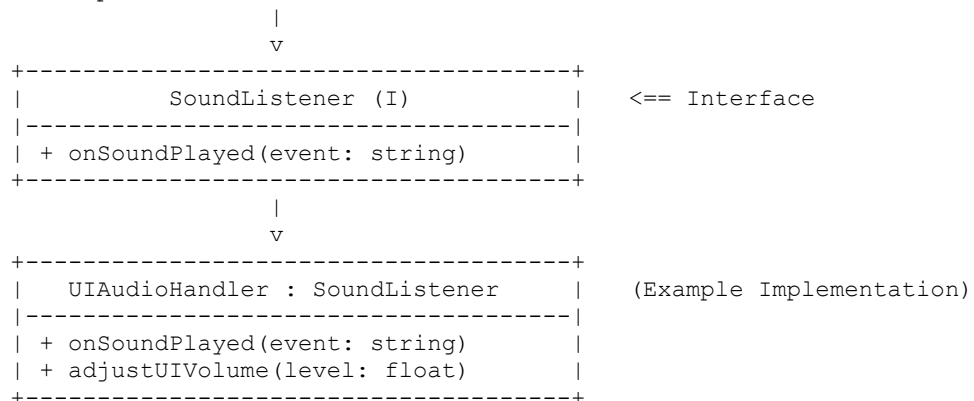 |
v
+---------------------------------------+
| SoundListener (I) | <== Interface
|---------------------------------------|
| + onSoundPlayed(event: string) |
+---------------------------------------+
|
v
+---------------------------------------+
| UIAudioHandler : SoundListener | (Example Implementation)
|---------------------------------------|
| + onSoundPlayed(event: string) |
| + adjustUIVolume(level: float) |
+---------------------------------------+